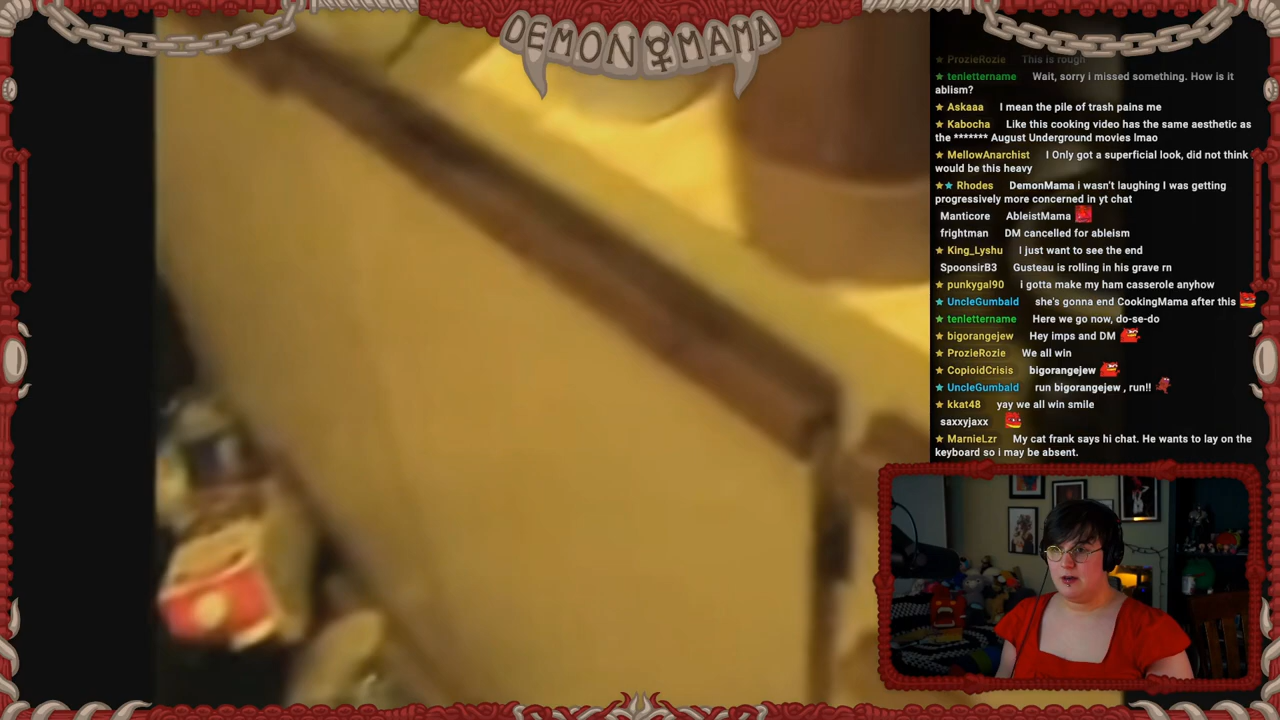 DEMON MAMA
ProzieRozie This is rough
tenlettername Wait, sorry i missed something. How is it
ablism?
Askaaa I mean the pile of trash pains me
Kabocha Like this cooking video has the same aesthetic as
the ******* August Underground movies lmao
MellowAnarchist I Only got a superficial look, did not think
would be this heavy
Rhodes DemonMama i wasn't laughing I was getting
progressively more concerned in yt chat
Manticore AbleistMama
frightman DM cancelled for ableism
King_Lyshu I just want to see the end
SpoonsirB3 Gusteau is rolling in his grave rn
punkygal90 i gotta make my ham casserole anyhow
UncleGumbald she's gonna end CookingMama after this
tenlettername Here we go now, do-se-do
bigorangejew Hey imps and DM
ProzieRozie We all win
CopioidCrisis bigorangejew
UncleGumbald run bigorangejew , run!!
kkat48 yay we all win smile
saxxyjaxx
MarnieLzr My cat frank says hi chat. He wants to lay on the
keyboard so i may be absent.